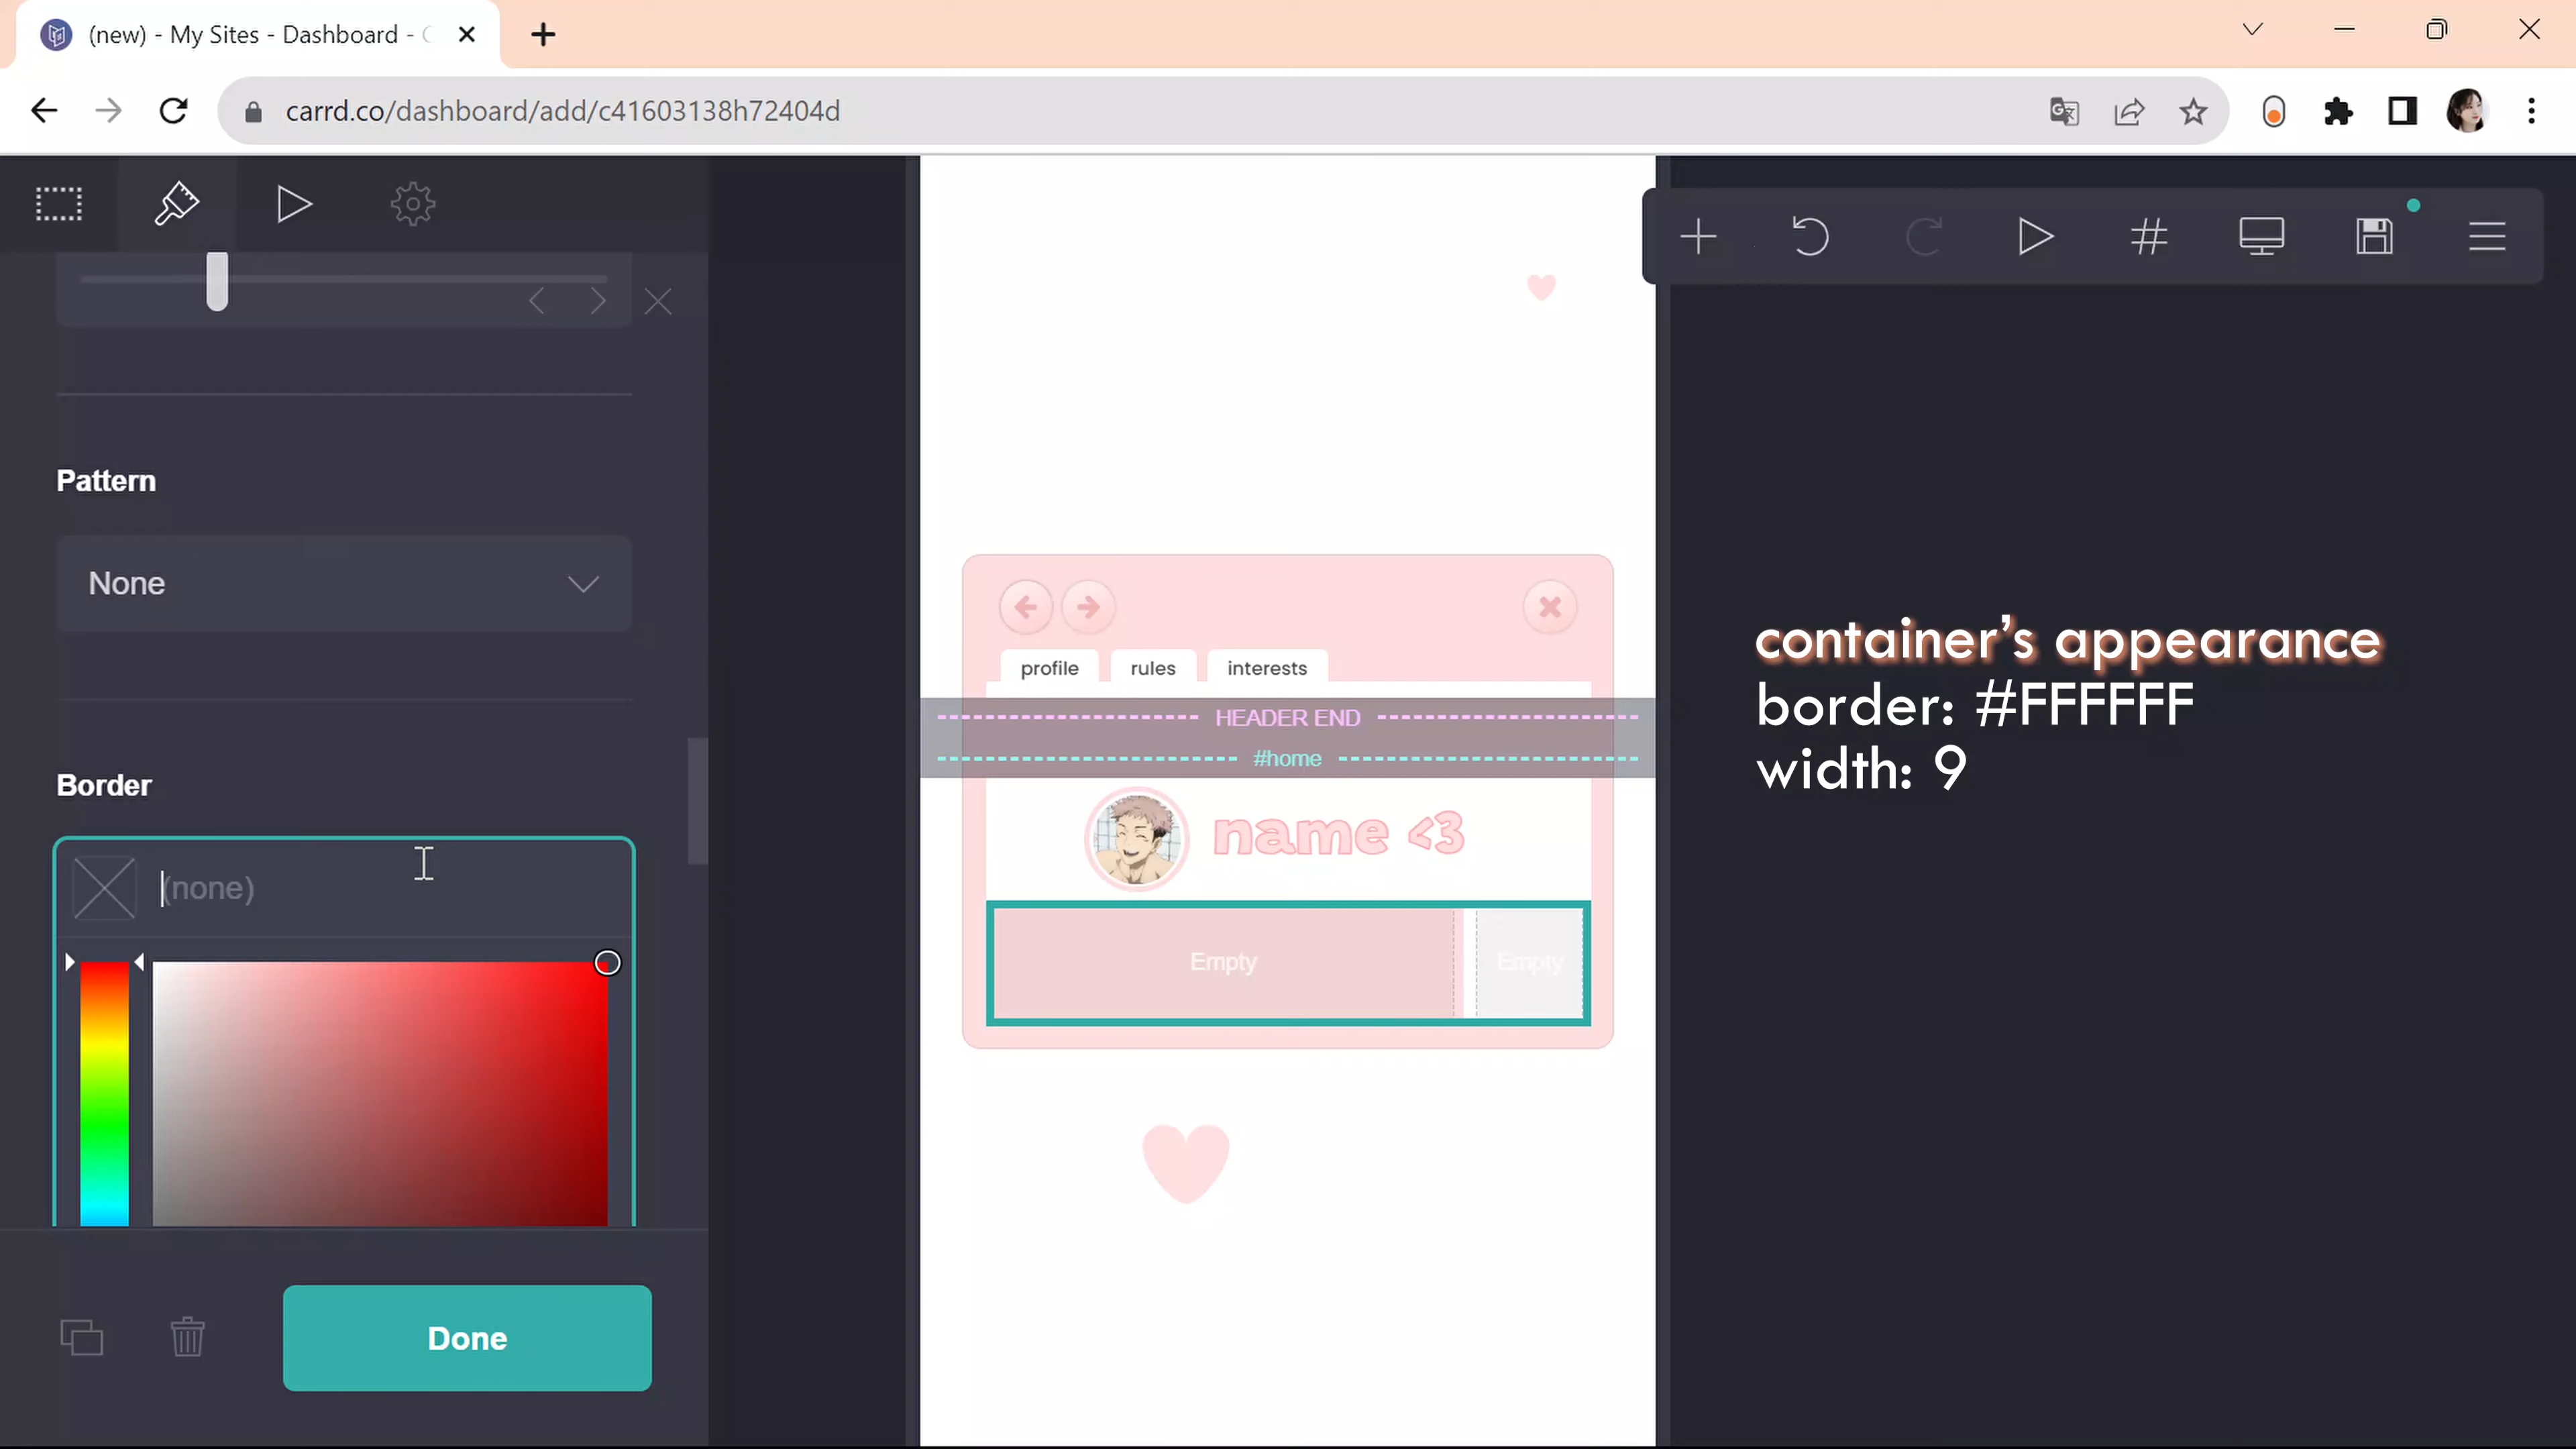 (new) - My Sites - Dashboard -
carrd.co/dashboard/add/c41603138h72404d
Pattern
None
Border
(none)
Done
profile
rules
interests
HEADER END
#home
name <3
Empty
Empty
container's appearance
border: #FFFFFF
width: 9